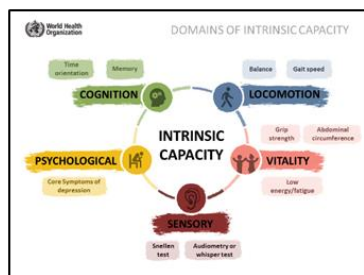 World Health
Organization
DOMAINS OF INTRINSIC CAPACITY
Time
orientation
Memory
Balance
Gait speed
COGNITION
LOCOMOTION
Grip
strength
Abdominal
circumference
INTRINSIC
CAPACITY
PSYCHOLOGICAL
VITALITY
Core Symptoms of
depression
Low
energy/fatigue
SENSORY
Snellen
test
Audiometry or
whisper test